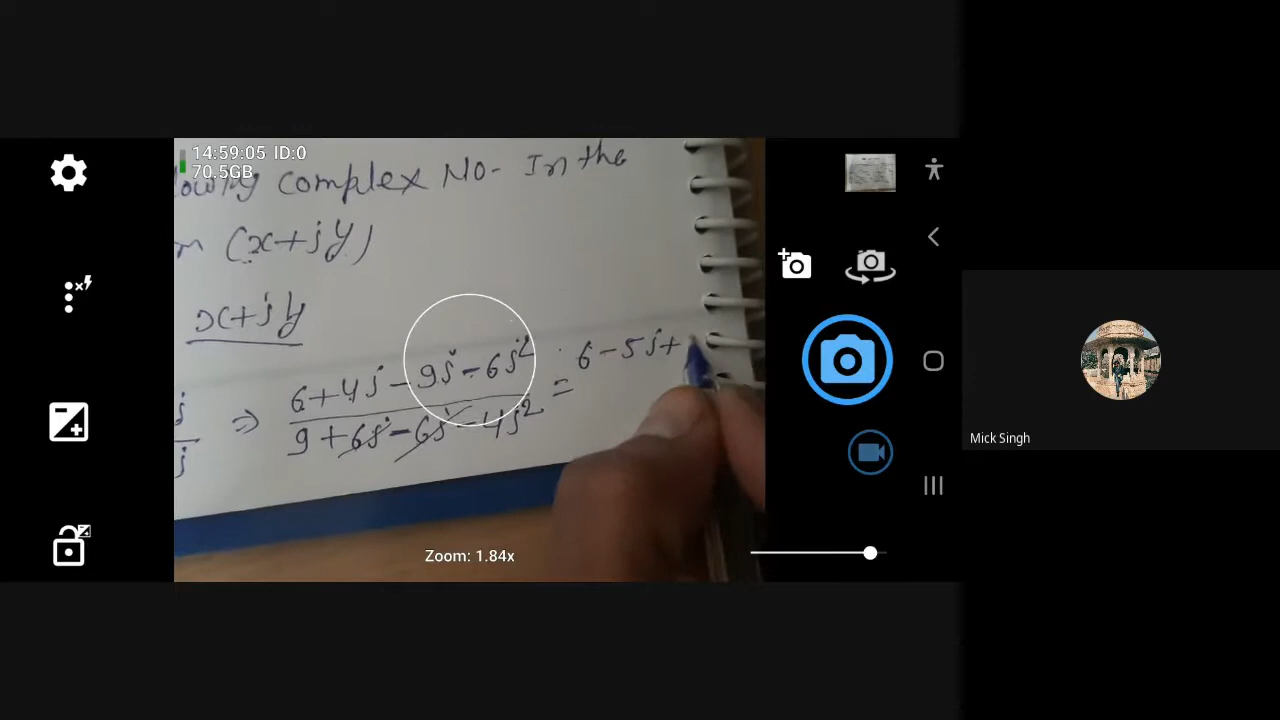 14:59:05 ID:0
70.5GB
complex No- In the
(x+jy)
x+jy
j
j
⇒ 6+4j-9j-6j² = 6-5j+
9+6j-6j-4j²
Zoom: 1.84x
Mick Singh